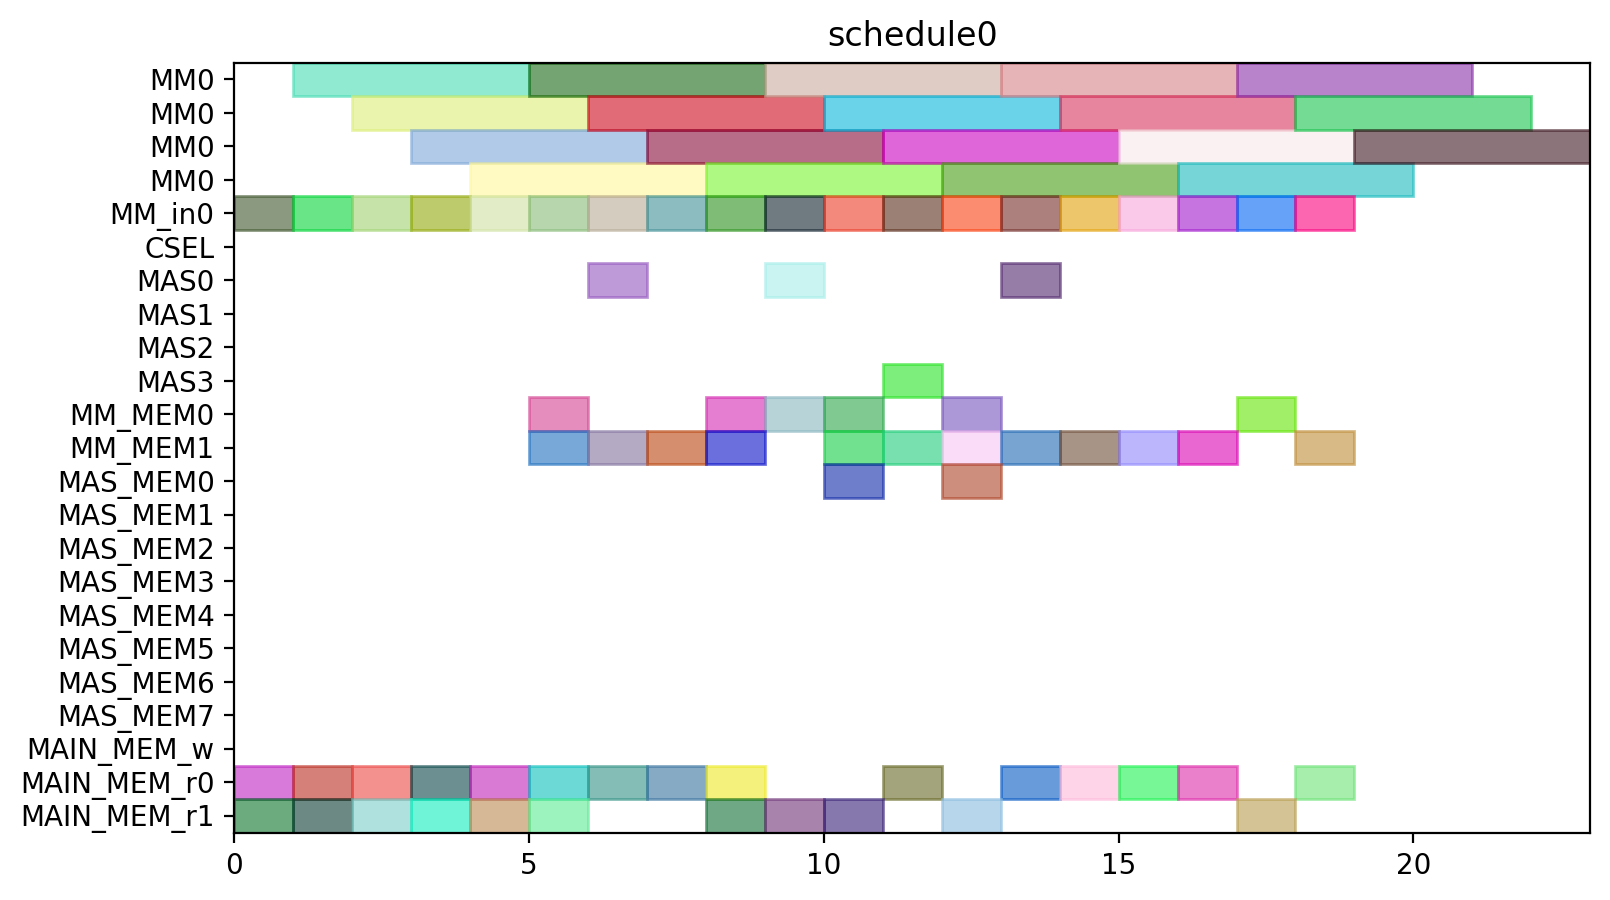 schedule0
MM0
MM0
MM0
MM0
MM_in0
CSEL
MAS0
MAS1
MAS2
MAS3
MM_MEM0
MM_MEM1
MAS_MEM0
MAS_MEM1
MAS_MEM2
MAS_MEM3
MAS_MEM4
MAS_MEM5
MAS_MEM6
MAS_MEM7
MAIN_MEM_w
MAIN_MEM_r0
MAIN_MEM_r1
0 5 10 15 20